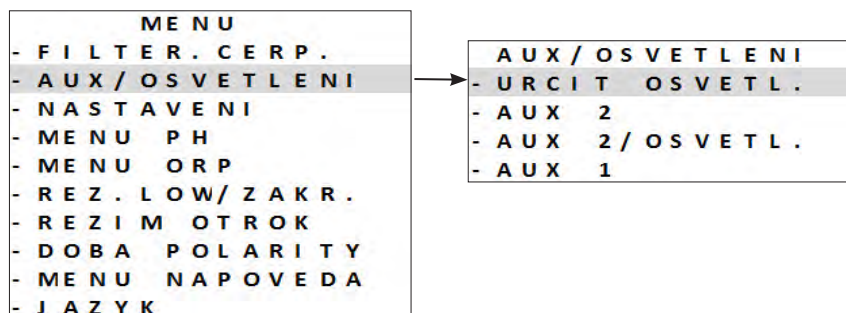 MENU
- FILTER. CERP.
- AUX/OSVETLENI
- NASTAVENI
- MENU PH
- MENU ORP
- REZ. LOW/ZAKR.
- REZIM OTROK
- DOBA POLARITY
- MENU NAPOVEDA
- JAZYK
AUX/OSVETLENI
- URCIT OSVETL.
- AUX 2
- AUX 2/OSVETL.
- AUX 1